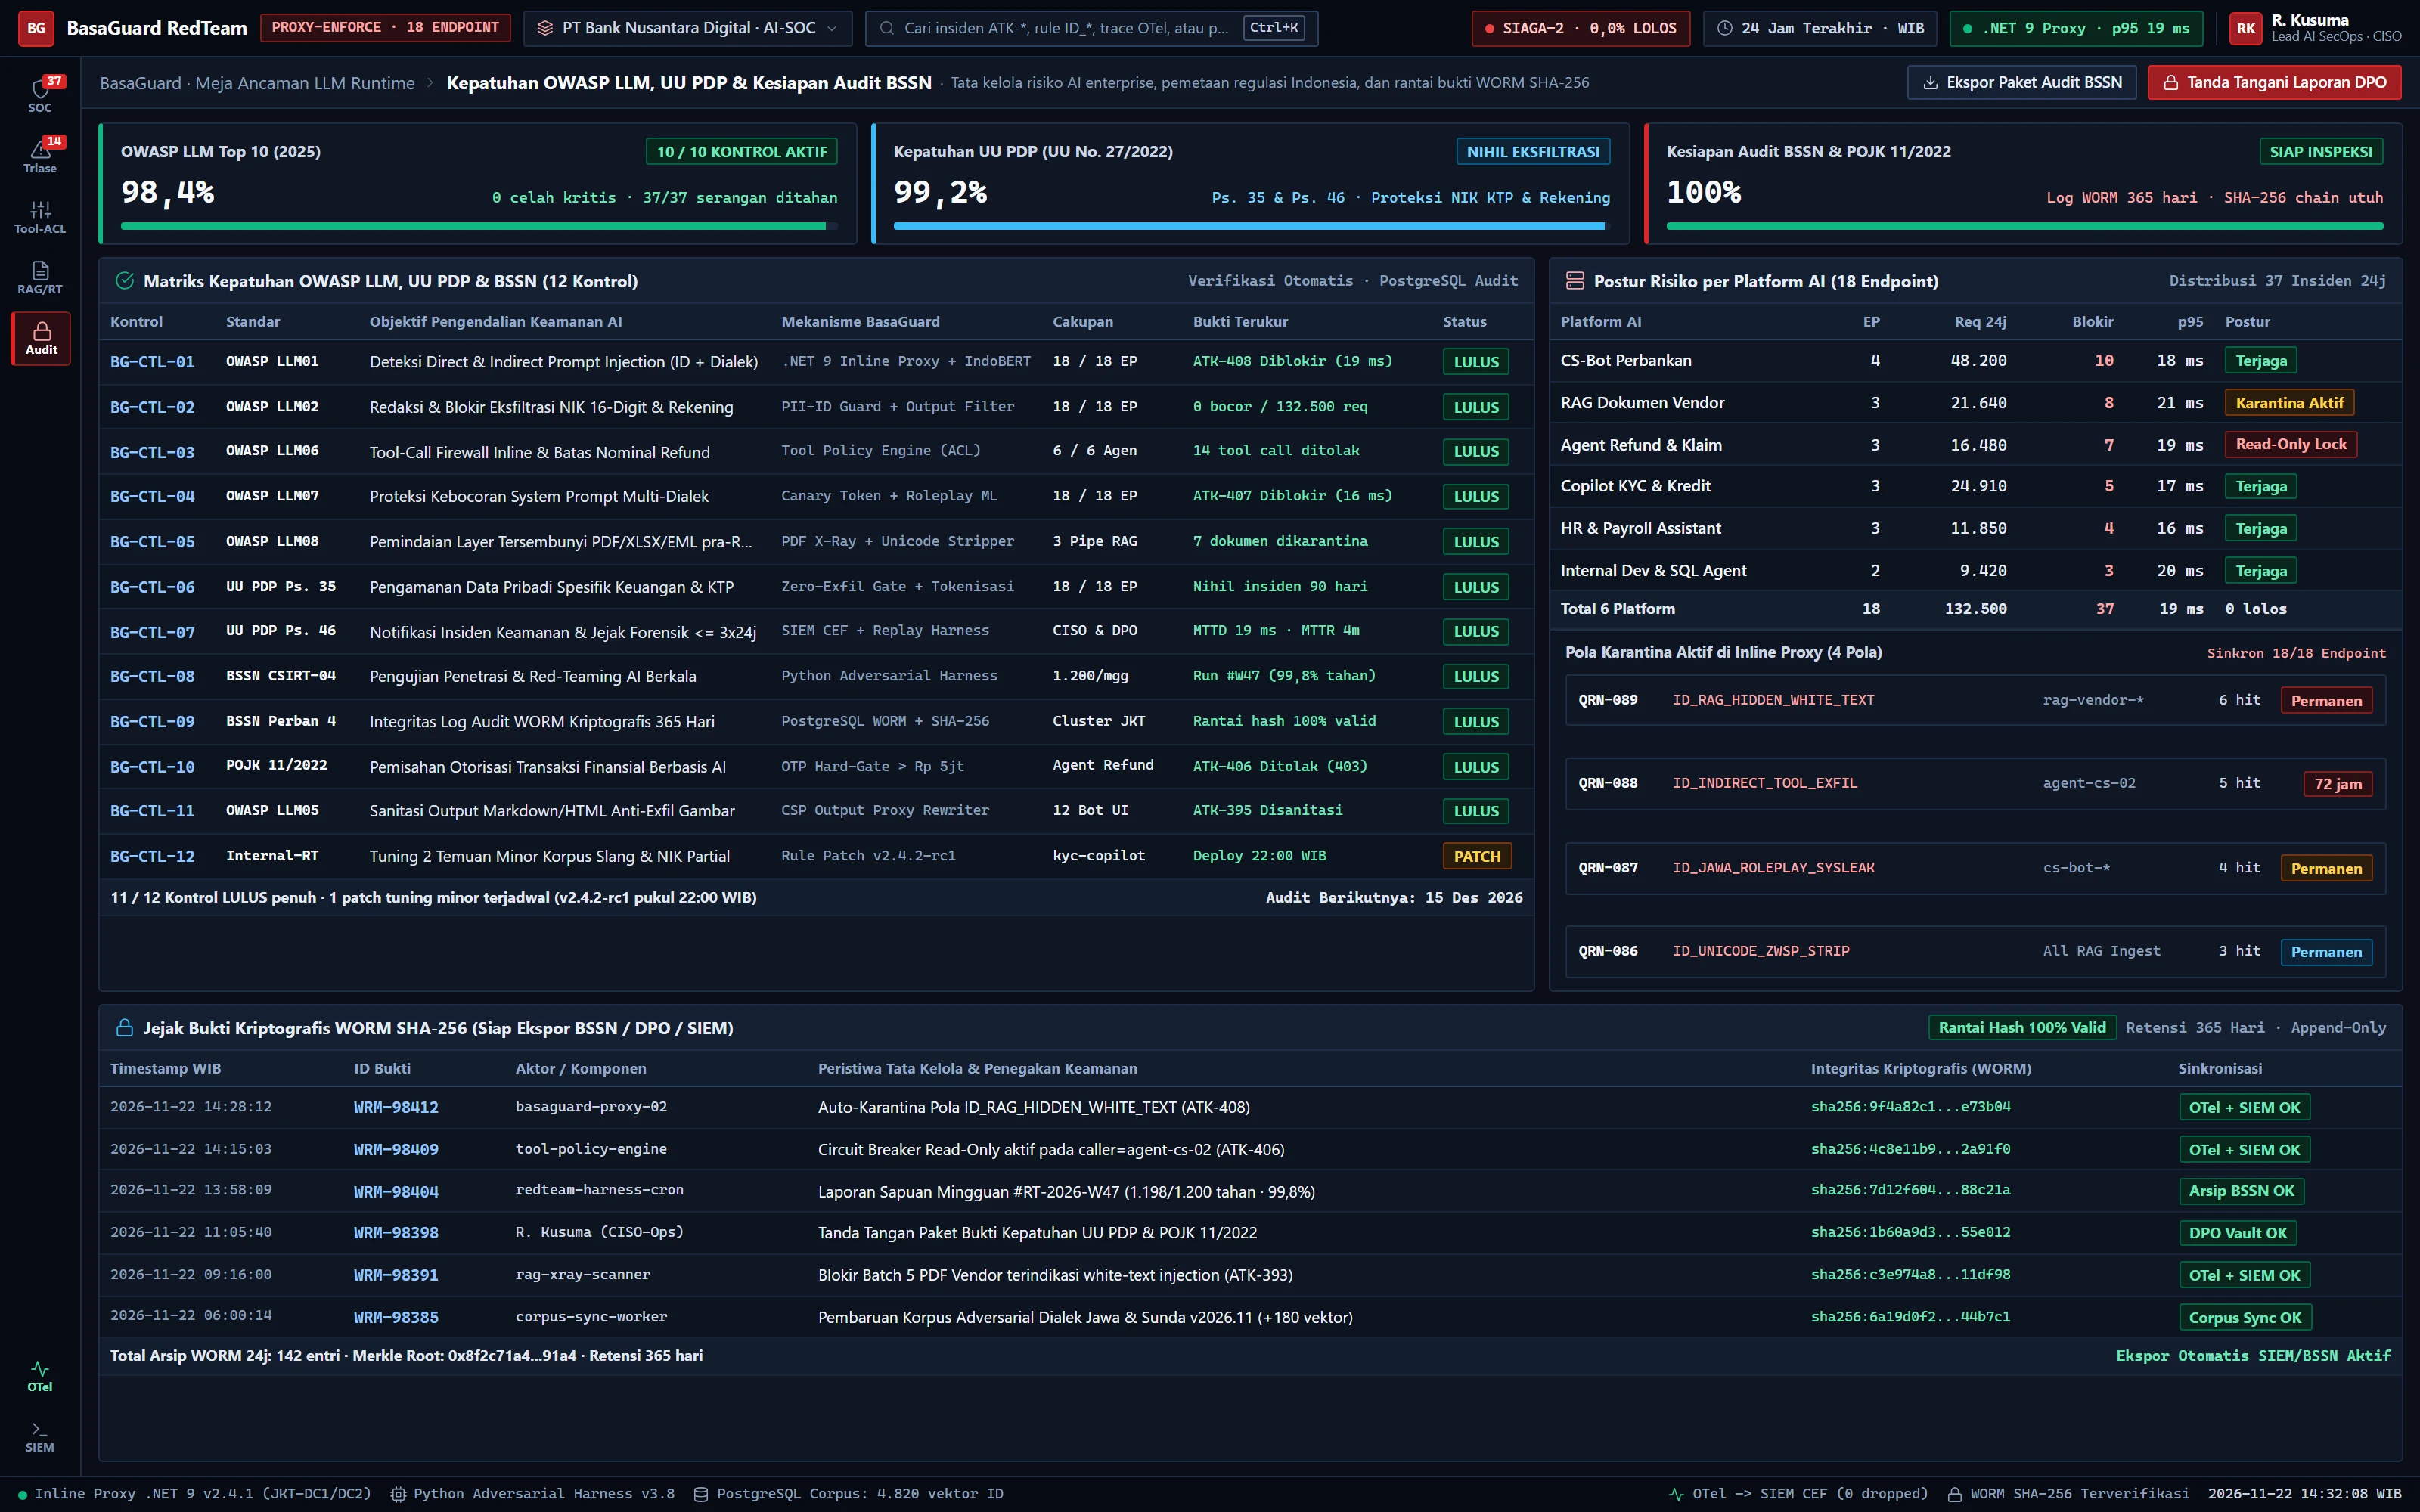 BG BasaGuard RedTeam PROXY-ENFORCE · 18 ENDPOINT PT Bank Nusantara Digital · AI-SOC Cari insiden ATK-*, rule ID_*, trace OTel, atau p... Ctrl+K SIAGA-2 · 0,0% LOLOS 24 Jam Terakhir · WIB .NET 9 Proxy · p95 19 ms RK R. Kusuma
Lead AI SecOps · CISO
37
SOC
14
Triase
Tool-ACL
RAG/RT
Audit
OTel
SIEM
BasaGuard · Meja Ancaman LLM Runtime Kepatuhan OWASP LLM, UU PDP & Kesiapan Audit BSSN · Tata kelola risiko AI enterprise, pemetaan regulasi Indonesia, dan rantai bukti WORM SHA-256 Ekspor Paket Audit BSSN Tanda Tangani Laporan DPO
OWASP LLM Top 10 (2025) 10 / 10 KONTROL AKTIF
98,4% 0 celah kritis · 37/37 serangan ditahan
Kepatuhan UU PDP (UU No. 27/2022) NIHIL EKSFILTRASI
99,2% Ps. 35 & Ps. 46 · Proteksi NIK KTP & Rekening
Kesiapan Audit BSSN & POJK 11/2022 SIAP INSPEKSI
100% Log WORM 365 hari · SHA-256 chain utuh
Matriks Kepatuhan OWASP LLM, UU PDP & BSSN (12 Kontrol) Verifikasi Otomatis · PostgreSQL Audit
Kontrol Standar Objektif Pengendalian Keamanan AI Mekanisme BasaGuard Cakupan Bukti Terukur Status
BG-CTL-01 OWASP LLM01 Deteksi Direct & Indirect Prompt Injection (ID + Dialek) .NET 9 Inline Proxy + IndoBERT 18 / 18 EP ATK-408 Diblokir (19 ms) LULUS
BG-CTL-02 OWASP LLM02 Redaksi & Blokir Eksfiltrasi NIK 16-Digit & Rekening PII-ID Guard + Output Filter 18 / 18 EP 0 bocor / 132.500 req LULUS
BG-CTL-03 OWASP LLM06 Tool-Call Firewall Inline & Batas Nominal Refund Tool Policy Engine (ACL) 6 / 6 Agen 14 tool call ditolak LULUS
BG-CTL-04 OWASP LLM07 Proteksi Kebocoran System Prompt Multi-Dialek Canary Token + Roleplay ML 18 / 18 EP ATK-407 Diblokir (16 ms) LULUS
BG-CTL-05 OWASP LLM08 Pemindaian Layer Tersembunyi PDF/XLSX/EML pra-R... PDF X-Ray + Unicode Stripper 3 Pipe RAG 7 dokumen dikarantina LULUS
BG-CTL-06 UU PDP Ps. 35 Pengamanan Data Pribadi Spesifik Keuangan & KTP Zero-Exfil Gate + Tokenisasi 18 / 18 EP Nihil insiden 90 hari LULUS
BG-CTL-07 UU PDP Ps. 46 Notifikasi Insiden Keamanan & Jejak Forensik <= 3x24j SIEM CEF + Replay Harness CISO & DPO MTTD 19 ms · MTTR 4m LULUS
BG-CTL-08 BSSN CSIRT-04 Pengujian Penetrasi & Red-Teaming AI Berkala Python Adversarial Harness 1.200/mgg Run #W47 (99,8% tahan) LULUS
BG-CTL-09 BSSN Perban 4 Integritas Log Audit WORM Kriptografis 365 Hari PostgreSQL WORM + SHA-256 Cluster JKT Rantai hash 100% valid LULUS
BG-CTL-10 POJK 11/2022 Pemisahan Otorisasi Transaksi Finansial Berbasis AI OTP Hard-Gate > Rp 5jt Agent Refund ATK-406 Ditolak (403) LULUS
BG-CTL-11 OWASP LLM05 Sanitasi Output Markdown/HTML Anti-Exfil Gambar CSP Output Proxy Rewriter 12 Bot UI ATK-395 Disanitasi LULUS
BG-CTL-12 Internal-RT Tuning 2 Temuan Minor Korpus Slang & NIK Partial Rule Patch v2.4.2-rc1 kyc-copilot Deploy 22:00 WIB PATCH
11 / 12 Kontrol LULUS penuh · 1 patch tuning minor terjadwal (v2.4.2-rc1 pukul 22:00 WIB) Audit Berikutnya: 15 Des 2026
Postur Risiko per Platform AI (18 Endpoint) Distribusi 37 Insiden 24j
Platform AI EP Req 24j Blokir p95 Postur
CS-Bot Perbankan 4 48.200 10 18 ms Terjaga
RAG Dokumen Vendor 3 21.640 8 21 ms Karantina Aktif
Agent Refund & Klaim 3 16.480 7 19 ms Read-Only Lock
Copilot KYC & Kredit 3 24.910 5 17 ms Terjaga
HR & Payroll Assistant 3 11.850 4 16 ms Terjaga
Internal Dev & SQL Agent 2 9.420 3 20 ms Terjaga
Total 6 Platform 18 132.500 37 19 ms 0 lolos
Pola Karantina Aktif di Inline Proxy (4 Pola) Sinkron 18/18 Endpoint
QRN-089 ID_RAG_HIDDEN_WHITE_TEXT rag-vendor-* 6 hit Permanen
QRN-088 ID_INDIRECT_TOOL_EXFIL agent-cs-02 5 hit 72 jam
QRN-087 ID_JAWA_ROLEPLAY_SYSLEAK cs-bot-* 4 hit Permanen
QRN-086 ID_UNICODE_ZWSP_STRIP All RAG Ingest 3 hit Permanen
Jejak Bukti Kriptografis WORM SHA-256 (Siap Ekspor BSSN / DPO / SIEM) Rantai Hash 100% Valid Retensi 365 Hari · Append-Only
Timestamp WIB ID Bukti Aktor / Komponen Peristiwa Tata Kelola & Penegakan Keamanan Integritas Kriptografis (WORM) Sinkronisasi
2026-11-22 14:28:12 WRM-98412 basaguard-proxy-02 Auto-Karantina Pola ID_RAG_HIDDEN_WHITE_TEXT (ATK-408) sha256:9f4a82c1...e73b04 OTel + SIEM OK
2026-11-22 14:15:03 WRM-98409 tool-policy-engine Circuit Breaker Read-Only aktif pada caller=agent-cs-02 (ATK-406) sha256:4c8e11b9...2a91f0 OTel + SIEM OK
2026-11-22 13:58:09 WRM-98404 redteam-harness-cron Laporan Sapuan Mingguan #RT-2026-W47 (1.198/1.200 tahan · 99,8%) sha256:7d12f604...88c21a Arsip BSSN OK
2026-11-22 11:05:40 WRM-98398 R. Kusuma (CISO-Ops) Tanda Tangan Paket Bukti Kepatuhan UU PDP & POJK 11/2022 sha256:1b60a9d3...55e012 DPO Vault OK
2026-11-22 09:16:00 WRM-98391 rag-xray-scanner Blokir Batch 5 PDF Vendor terindikasi white-text injection (ATK-393) sha256:c3e974a8...11df98 OTel + SIEM OK
2026-11-22 06:00:14 WRM-98385 corpus-sync-worker Pembaruan Korpus Adversarial Dialek Jawa & Sunda v2026.11 (+180 vektor) sha256:6a19d0f2...44b7c1 Corpus Sync OK
Total Arsip WORM 24j: 142 entri · Merkle Root: 0x8f2c71a4...91a4 · Retensi 365 hari Ekspor Otomatis SIEM/BSSN Aktif
Inline Proxy .NET 9 v2.4.1 (JKT-DC1/DC2) Python Adversarial Harness v3.8 PostgreSQL Corpus: 4.820 vektor ID OTel -> SIEM CEF (0 dropped) WORM SHA-256 Terverifikasi 2026-11-22 14:32:08 WIB